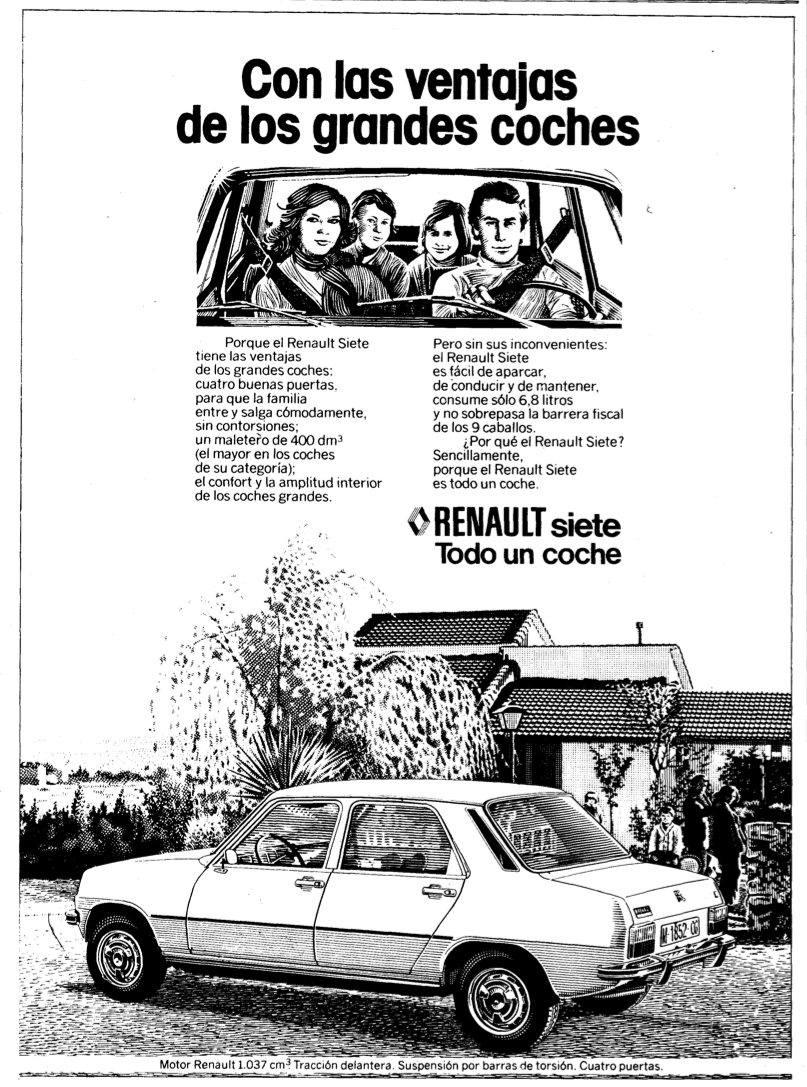 Con las ventajas
de los grandes coches
Porque el Renault Siete
tiene las ventajas
de los grandes coches:
cuatro buenas puertas,
para que la familia
entre y salga cómodamente,
sin contorsiones;
un maletero de 400 dm³
(el mayor en los coches
de su categoría);
el confort y la amplitud interior
de los coches grandes.
Pero sin sus inconvenientes:
el Renault Siete
es fácil de aparcar,
de conducir y de mantener,
consume sólo 6,8 litros
y no sobrepasa la barrera fiscal
de los 9 caballos.
¿Por qué el Renault Siete?
Sencillamente,
porque el Renault Siete
es todo un coche.
RENAULT siete
Todo un coche
M-1852-CG
Motor Renault 1.037 cm³ Tracción delantera. Suspensión por barras de torsión. Cuatro puertas.